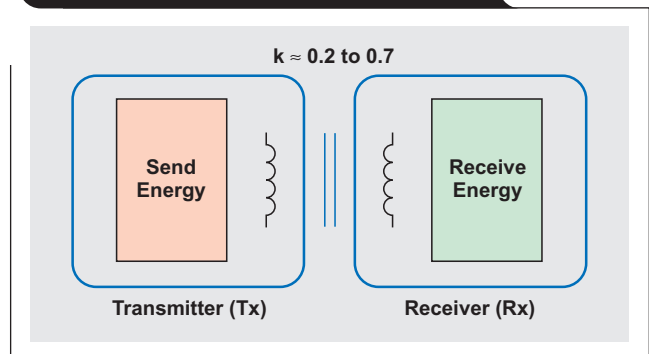 k ≈ 0.2 to 0.7
Send
Energy
Receive
Energy
Transmitter (Tx)
Receiver (Rx)